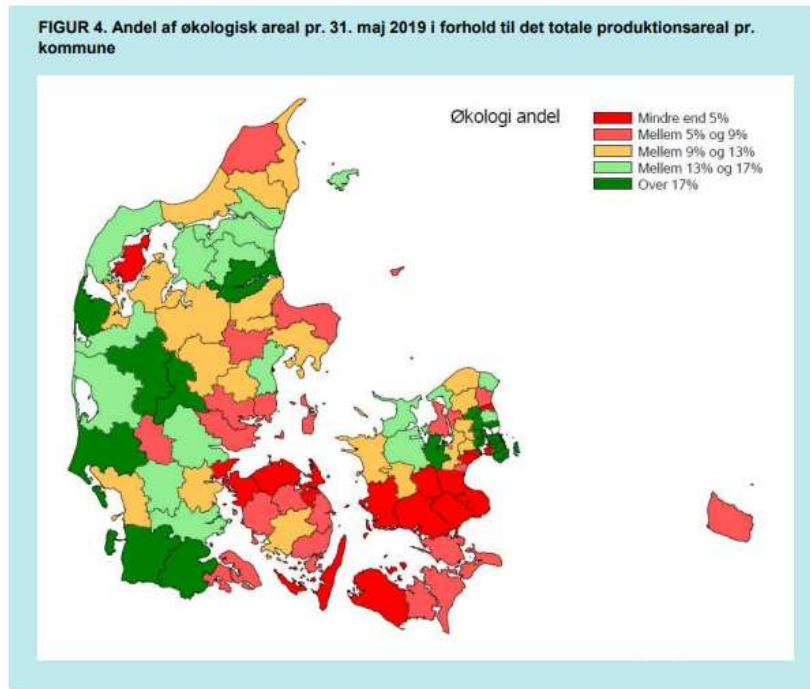 FIGUR 4. Andel af økologisk areal pr. 31. maj 2019 i forhold til det totale produktionsareal pr.
kommune
Økologi andel
Mindre end 5%
Mellem 5% og 9%
Mellem 9% og 13%
Mellem 13% og 17%
Over 17%